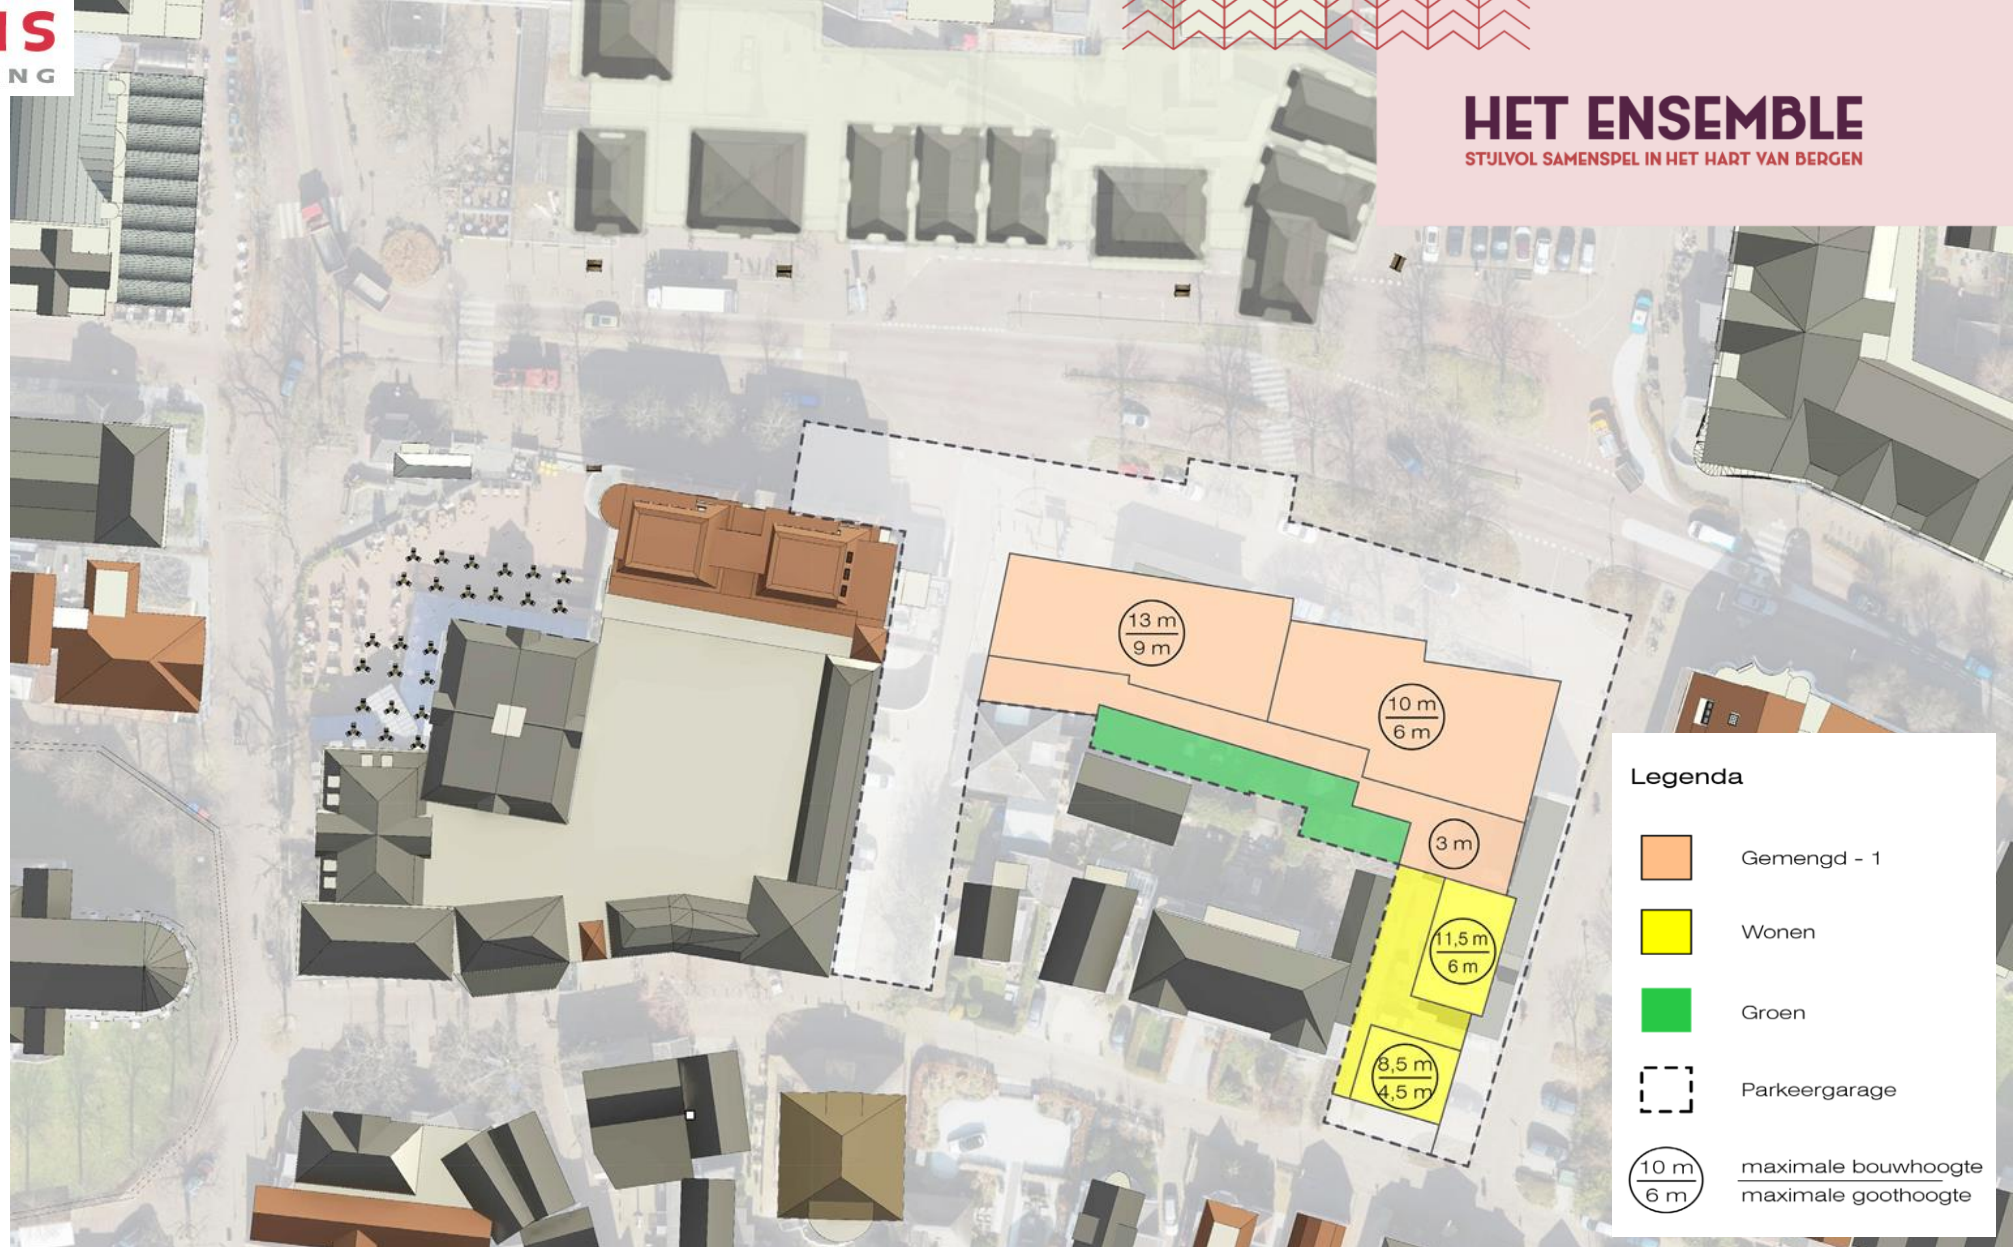 IS
NG
HET ENSEMBLE
STIJLVOL SAMENSPEL IN HET HART VAN BERGEN
13 m
9 m
10 m
6 m
3 m
11,5 m
6 m
8,5 m
4,5 m
Legenda
Gemengd - 1
Wonen
Groen
Parkeergarage
10 m
6 m
maximale bouwhoogte
maximale goothoogte